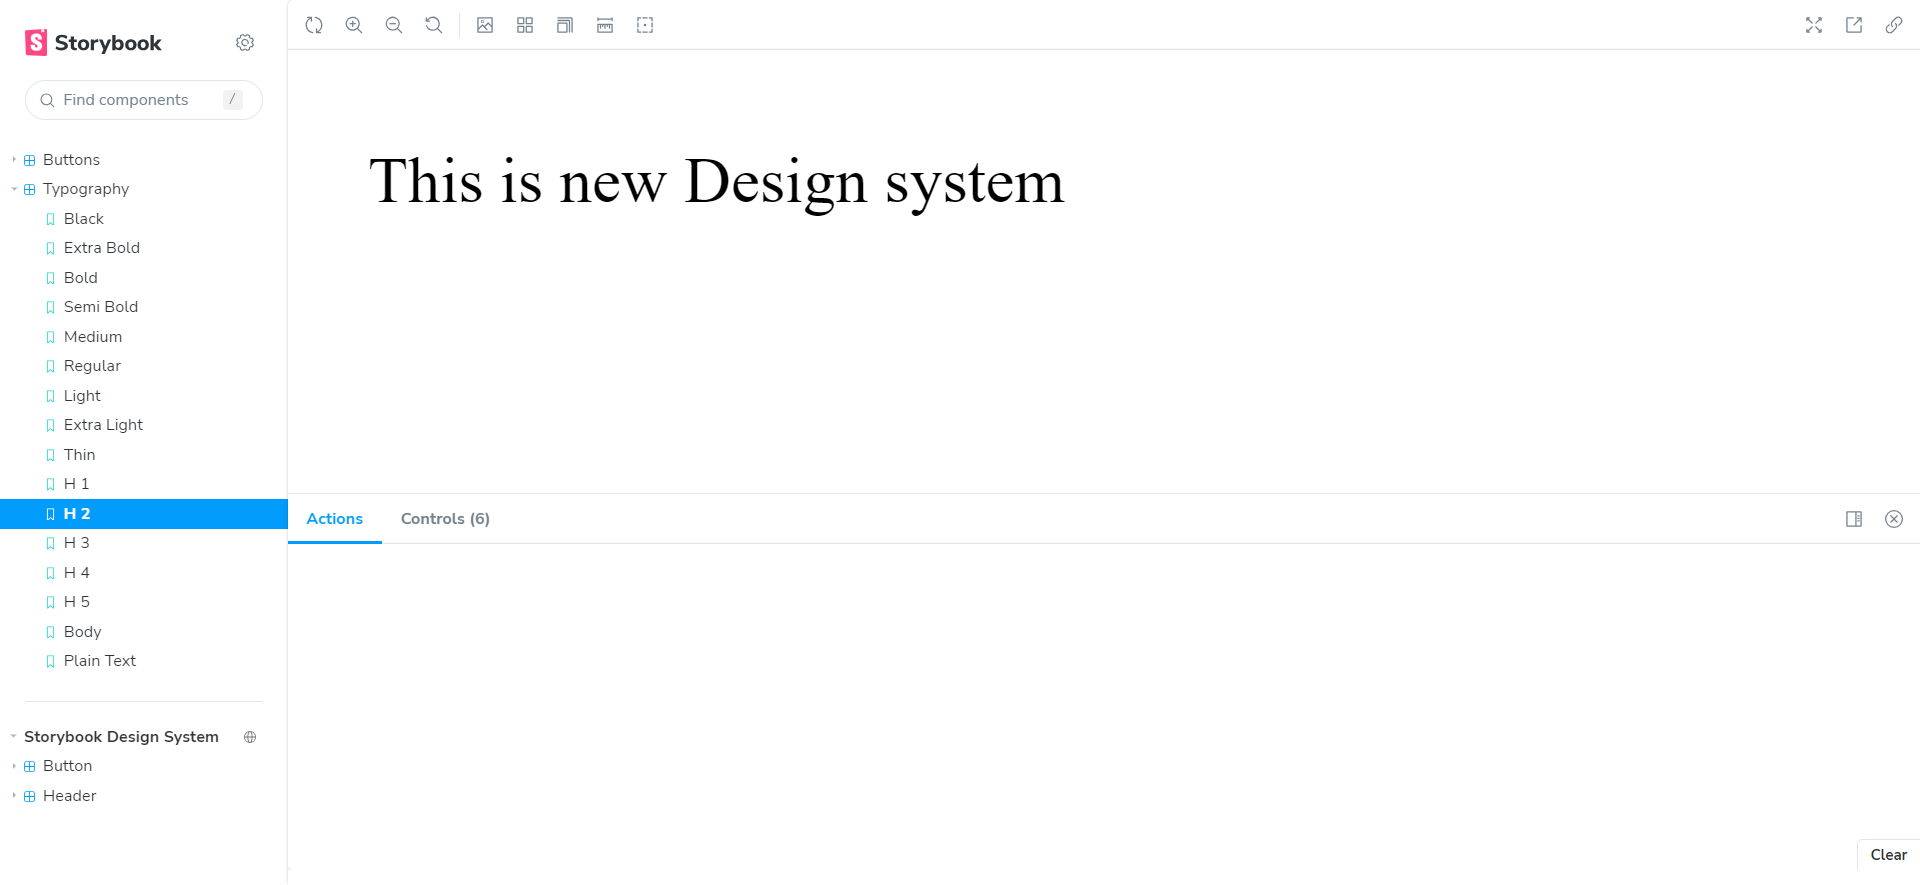 Storybook
Find components /
Buttons
Typography
Black
Extra Bold
Bold
Semi Bold
Medium
Regular
Light
Extra Light
Thin
H 1
H 2
H 3
H 4
H 5
Body
Plain Text
Storybook Design System
Button
Header
This is new Design system
Actions Controls (6)
Clear